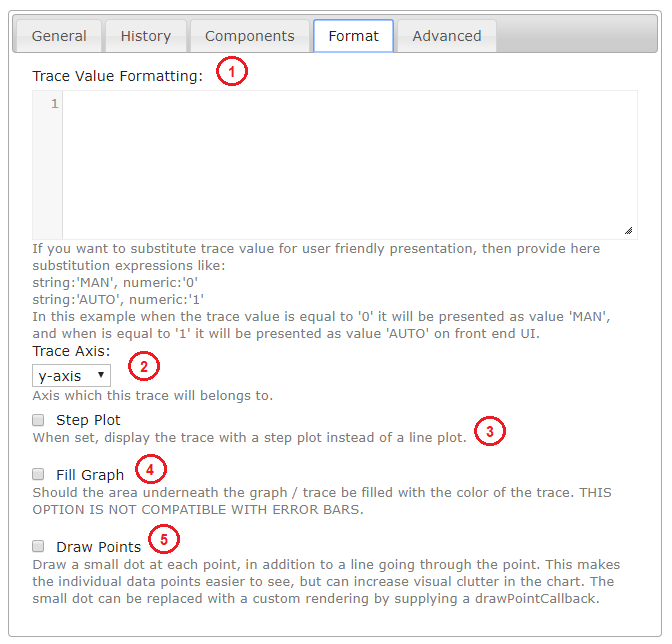 General History Components Format Advanced
Trace Value Formatting: 1
1
If you want to substitute trace value for user friendly presentation, then provide here
substitution expressions like:
string:'MAN', numeric:'0'
string:'AUTO', numeric:'1'
In this example when the trace value is equal to '0' it will be presented as value 'MAN',
and when is equal to '1' it will be presented as value 'AUTO' on front end UI.
Trace Axis: 2
y-axis
Axis which this trace will belongs to.
Step Plot
When set, display the trace with a step plot instead of a line plot. 3
Fill Graph 4
Should the area underneath the graph / trace be filled with the color of the trace. THIS
OPTION IS NOT COMPATIBLE WITH ERROR BARS.
Draw Points 5
Draw a small dot at each point, in addition to a line going through the point. This makes
the individual data points easier to see, but can increase visual clutter in the chart. The
small dot can be replaced with a custom rendering by supplying a drawPointCallback.